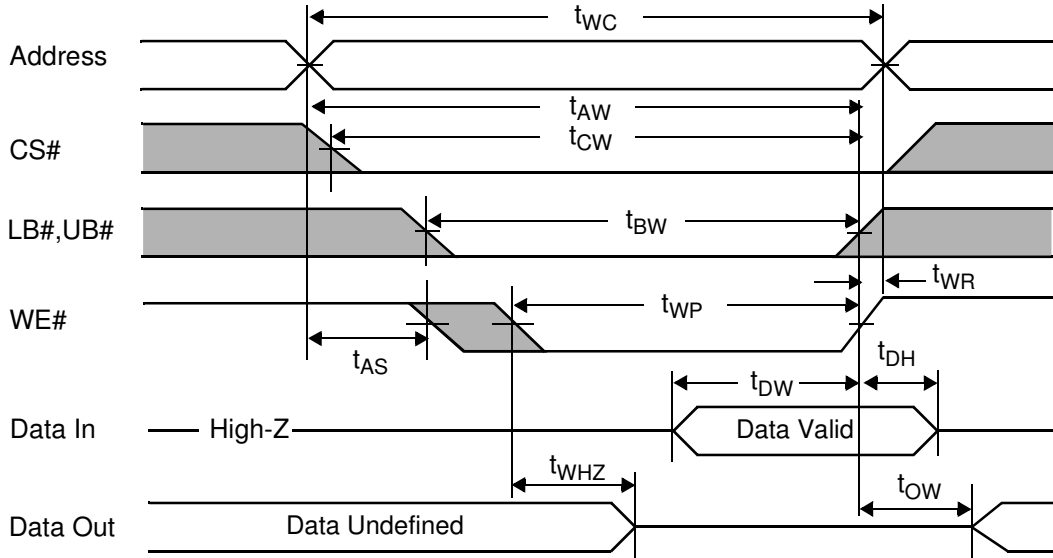 tWC
Address
tAW
tCW
CS#
tBW
LB#,UB#
tWR
tWP
WE#
tAS
tDH
tDW
Data In
High-Z
Data Valid
tWHZ
tOW
Data Out
Data Undefined